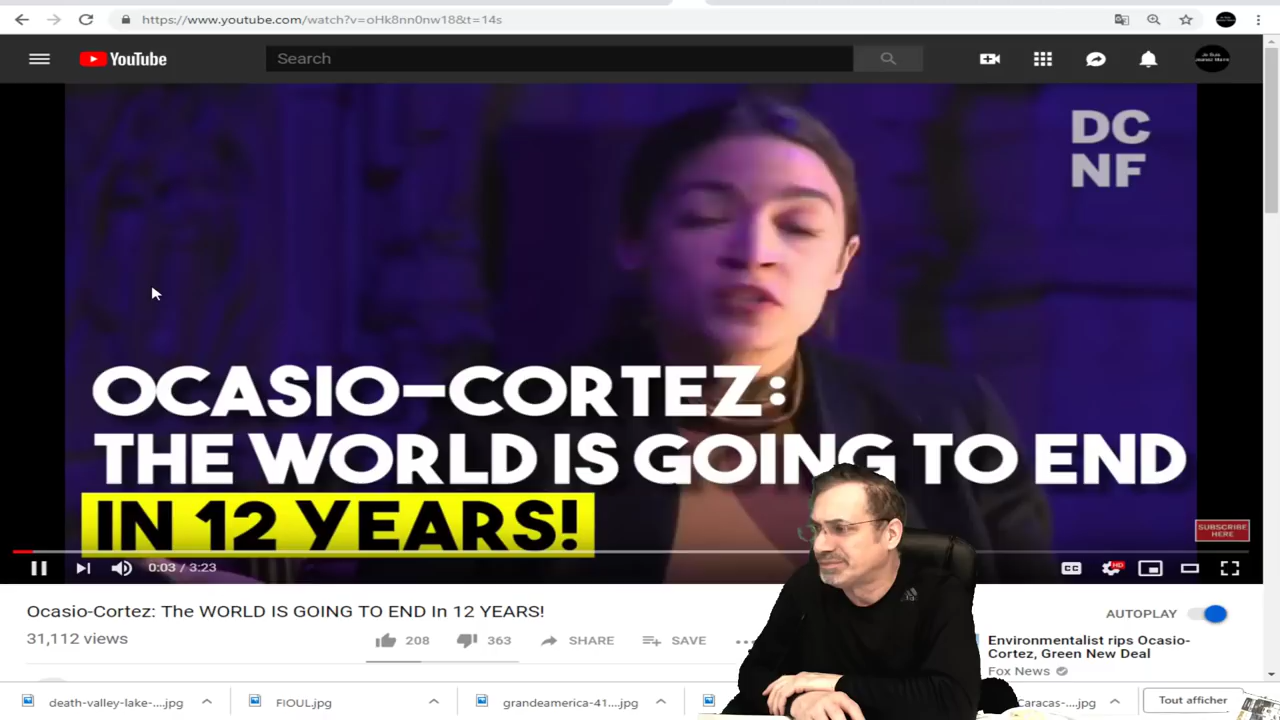 https://www.youtube.com/watch?v=oHk8nn0nw18&t=14s
YouTube
Search
DC
NF
OCASIO-CORTEZ:
THE WORLD IS GOING TO END
IN 12 YEARS!
SUBSCRIBE
HERE
0:03 / 3:23
CC
HD
Ocasio-Cortez: The WORLD IS GOING TO END In 12 YEARS!
AUTOPLAY
31,112 views
208
363
SHARE
SAVE
Environmentalist rips Ocasio-
Cortez, Green New Deal
Fox News
death-valley-lake-....jpg
FIOUL.jpg
grandeamerica-41...jpg
Caracas-....jpg
Tout afficher